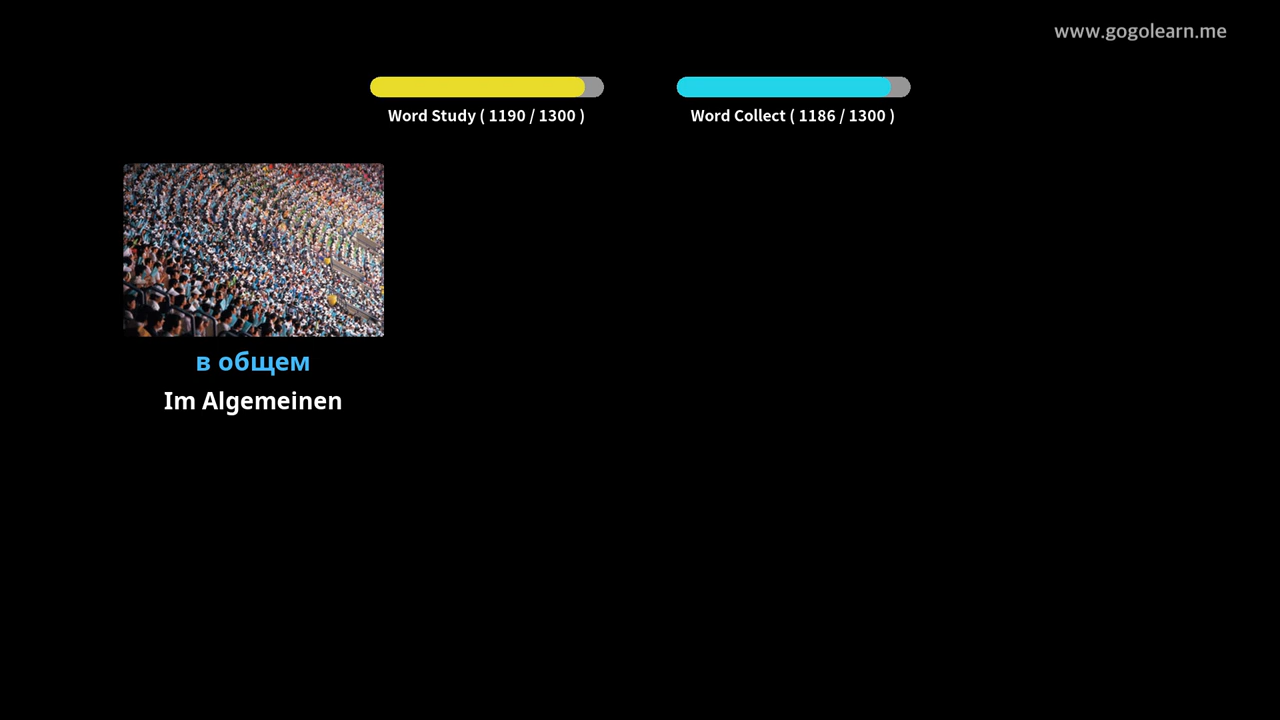 www.gogolearn.me
Word Study ( 1190 / 1300 )
Word Collect ( 1186 / 1300 )
в общем
Im Algemeinen